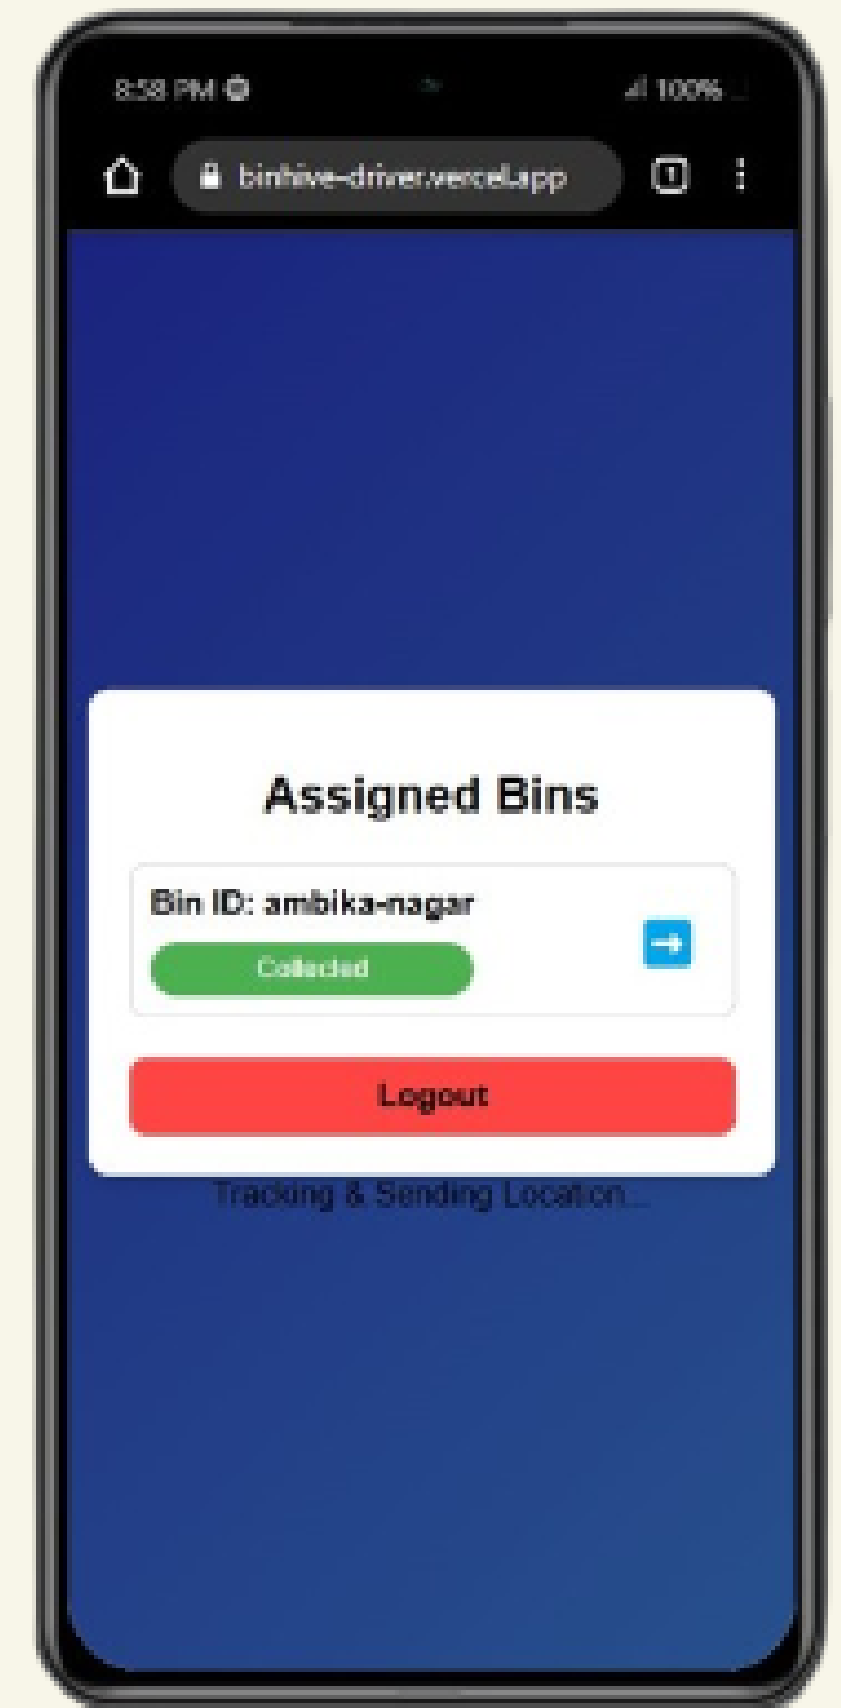 8:58 PM
100%
binhive-driver.vercel.app
1
Assigned Bins
Bin ID: ambika-nagar
Collected
Logout
Tracking & Sending Location...